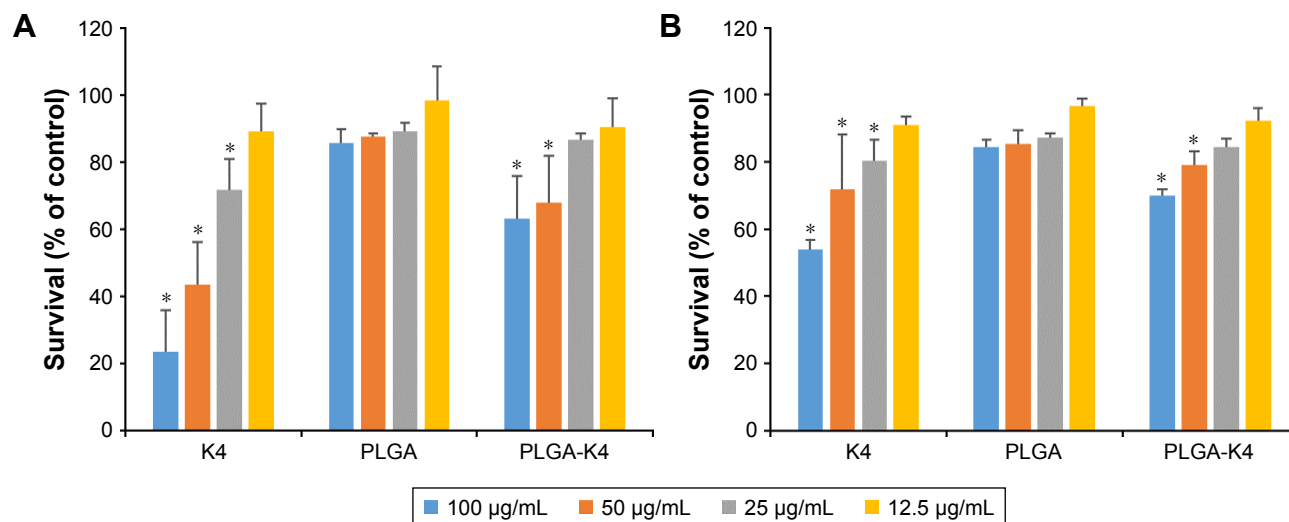 A
B
Survival (% of control)
120
100
80
60
40
20
0
* * *
* *
K4 PLGA PLGA-K4
Survival (% of control)
120
100
80
60
40
20
0
* * *
* *
K4 PLGA PLGA-K4
100 µg/mL 50 µg/mL 25 µg/mL 12.5 µg/mL